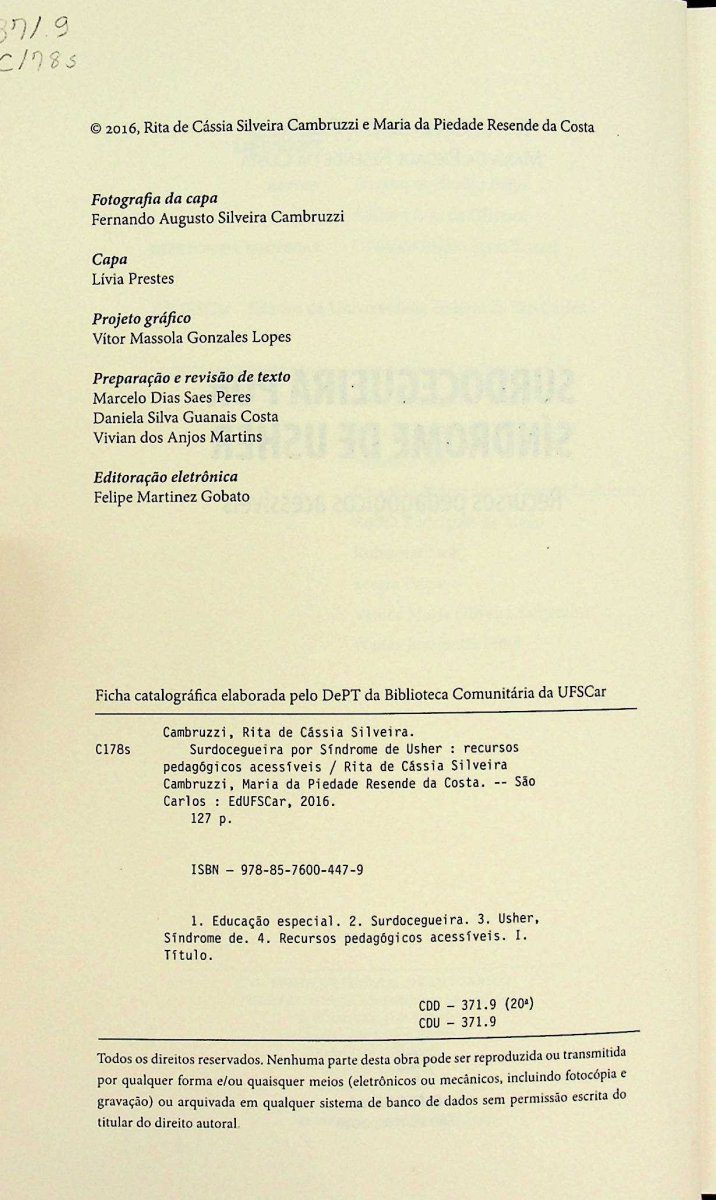 371.9
C178s
© 2016, Rita de Cássia Silveira Cambruzzi e Maria da Piedade Resende da Costa
Fotografia da capa
Fernando Augusto Silveira Cambruzzi
Capa
Lívia Prestes
Projeto gráfico
Vítor Massola Gonzales Lopes
Preparação e revisão de texto
Marcelo Dias Saes Peres
Daniela Silva Guanais Costa
Vivian dos Anjos Martins
Editoração eletrônica
Felipe Martinez Gobato
Ficha catalográfica elaborada pelo DePT da Biblioteca Comunitária da UFSCar
Cambruzzi, Rita de Cássia Silveira.
C178s Surdocegueira por Síndrome de Usher : recursos
pedagógicos acessíveis / Rita de Cássia Silveira
Cambruzzi, Maria da Piedade Resende da Costa. -- São
Carlos : EdUFSCar, 2016.
127 p.
ISBN – 978-85-7600-447-9
1. Educação especial. 2. Surdocegueira. 3. Usher,
Síndrome de. 4. Recursos pedagógicos acessíveis. I.
Título.
CDD – 371.9 (20ª)
CDU – 371.9
Todos os direitos reservados. Nenhuma parte desta obra pode ser reproduzida ou transmitida
por qualquer forma e/ou quaisquer meios (eletrônicos ou mecânicos, incluindo fotocópia e
gravação) ou arquivada em qualquer sistema de banco de dados sem permissão escrita do
titular do direito autoral.